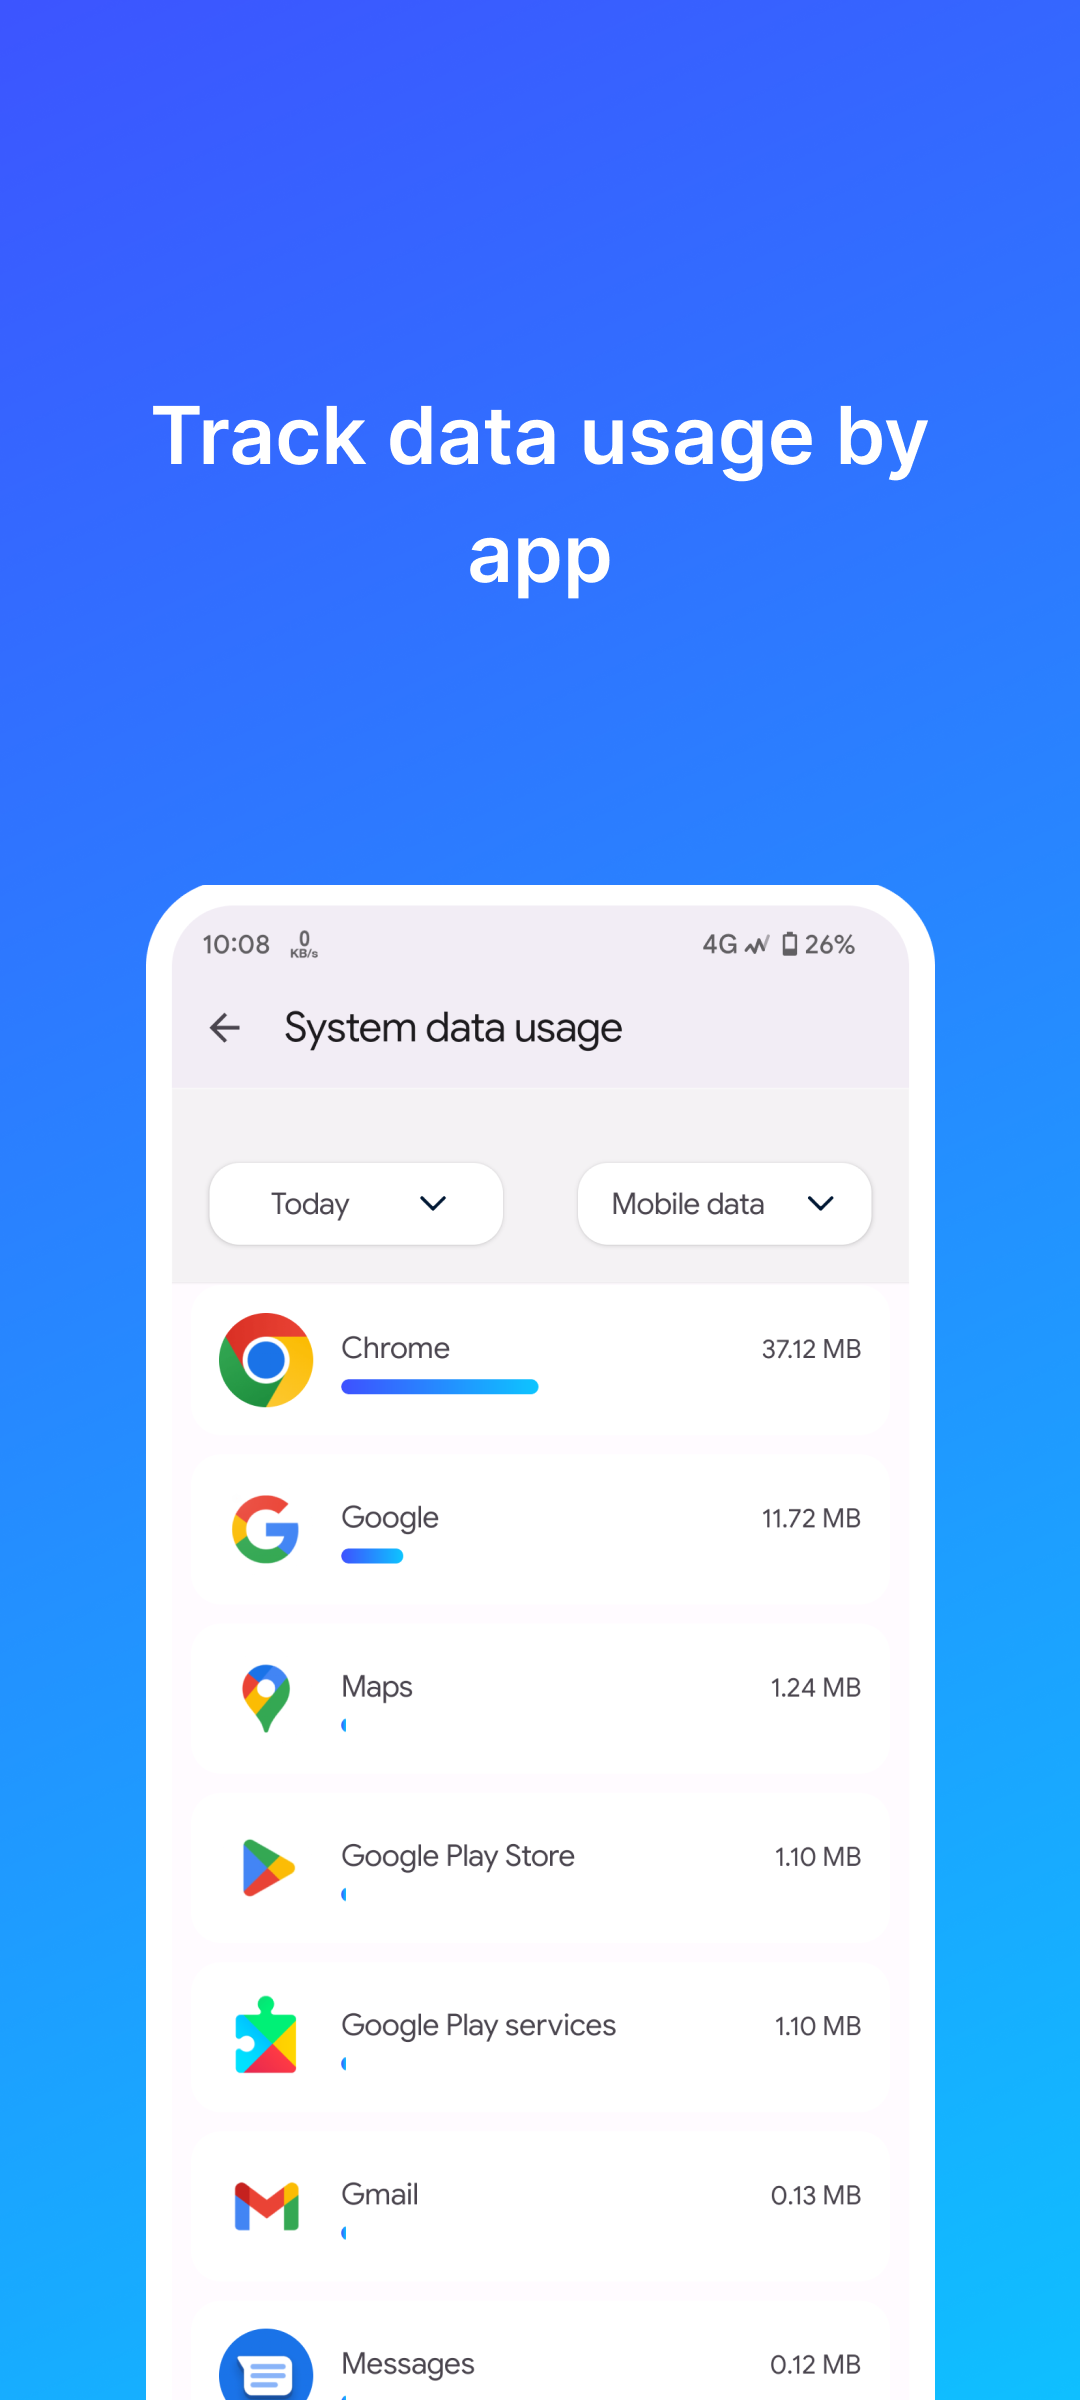 Track data usage by
app
10:08 0 KB/s 4G 26%
System data usage
Today Mobile data
Chrome 37.12 MB
Google 11.72 MB
Maps 1.24 MB
Google Play Store 1.10 MB
Google Play services 1.10 MB
Gmail 0.13 MB
Messages 0.12 MB